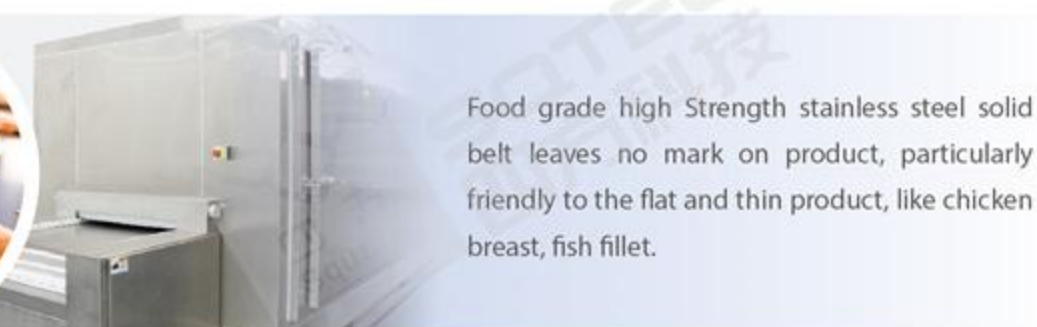 Food grade high Strength stainless steel solid
belt leaves no mark on product, particularly
friendly to the flat and thin product, like chicken
breast, fish fillet.